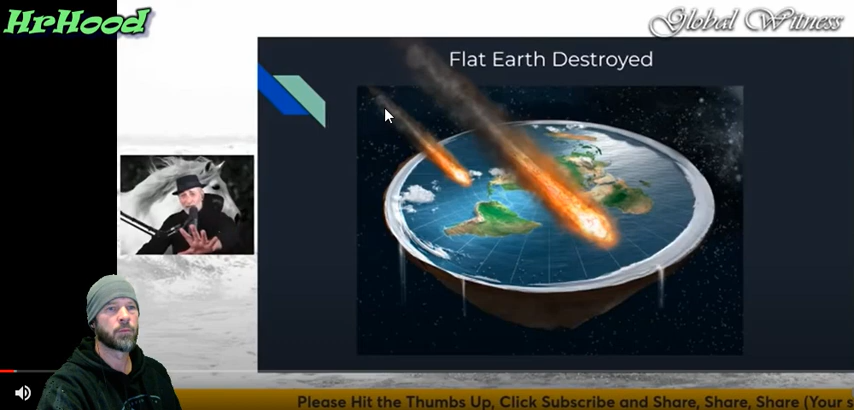 HrHood
Global Witness
Flat Earth Destroyed
Please Hit the Thumbs Up, Click Subscribe and Share, Share, Share (Your s